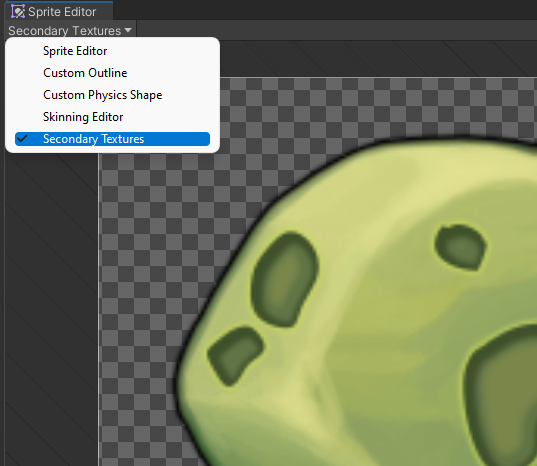 Sprite Editor
Secondary Textures
Sprite Editor
Custom Outline
Custom Physics Shape
Skinning Editor
Secondary Textures